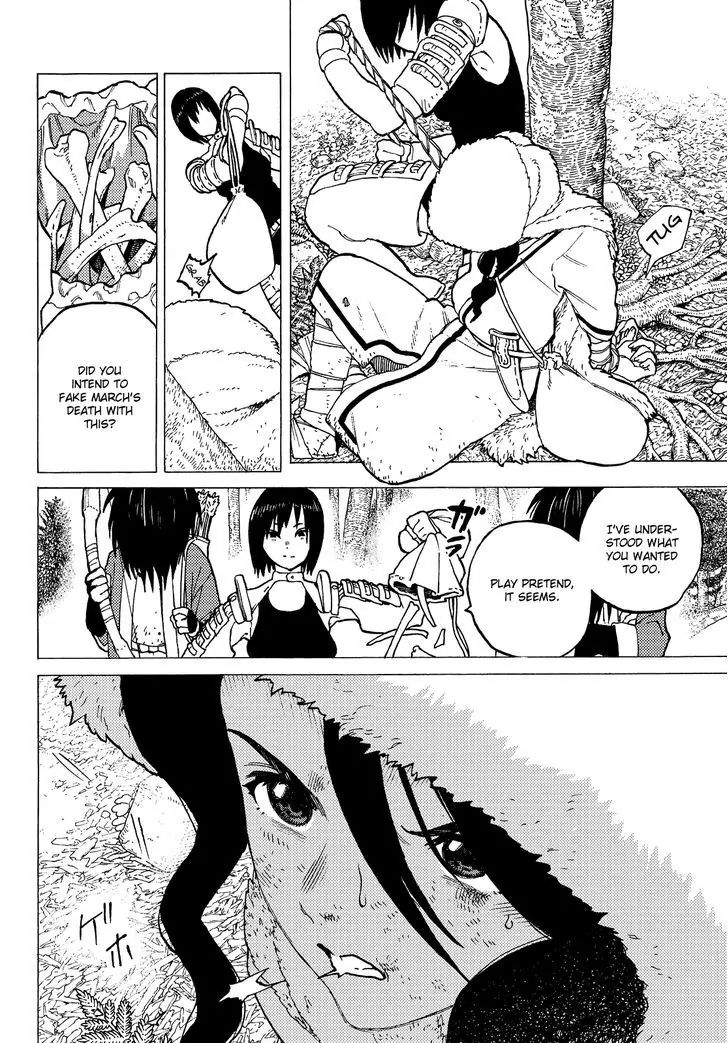 TUG
DID YOU
INTEND TO
FAKE MARCH'S
DEATH WITH
THIS?
I'VE UNDER-
STOOD WHAT
YOU WANTED
TO DO.
PLAY PRETEND,
IT SEEMS.
ガラ
ゲホ